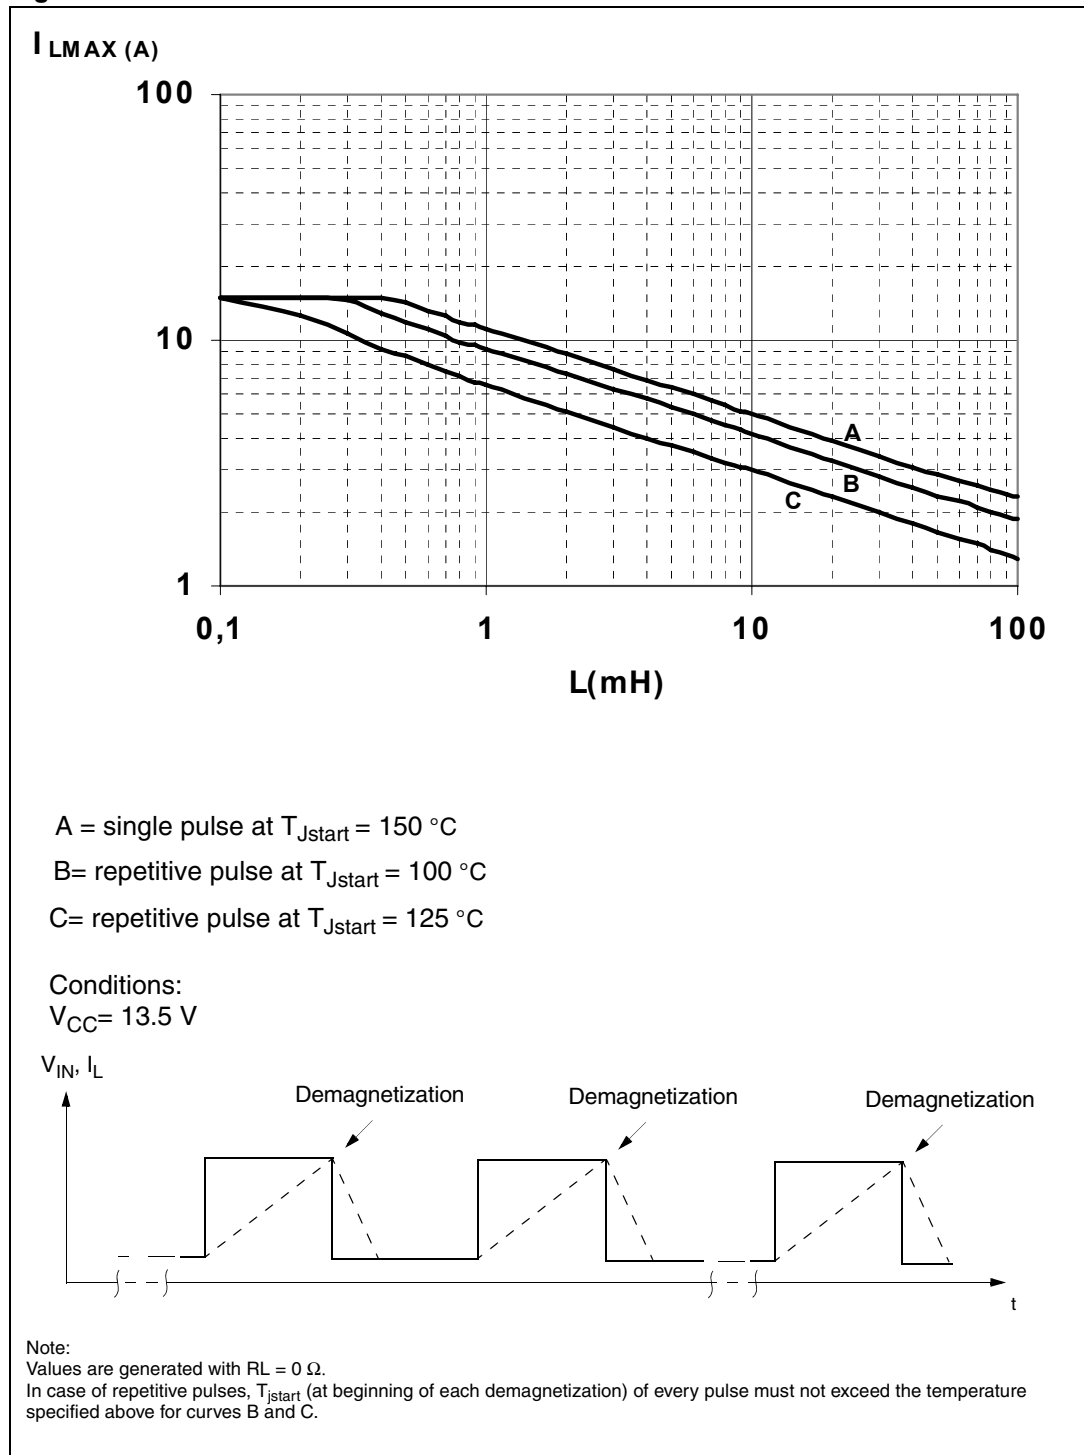 I LMAX (A)
100
10
1
0,1 1 10 100
A
B
C
L(mH)
A = single pulse at TJstart = 150 °C
B= repetitive pulse at TJstart = 100 °C
C= repetitive pulse at TJstart = 125 °C
Conditions:
VCC= 13.5 V
VIN, IL
Demagnetization Demagnetization Demagnetization
t
Note:
Values are generated with RL = 0 Ω.
In case of repetitive pulses, Tjstart (at beginning of each demagnetization) of every pulse must not exceed the temperature
specified above for curves B and C.